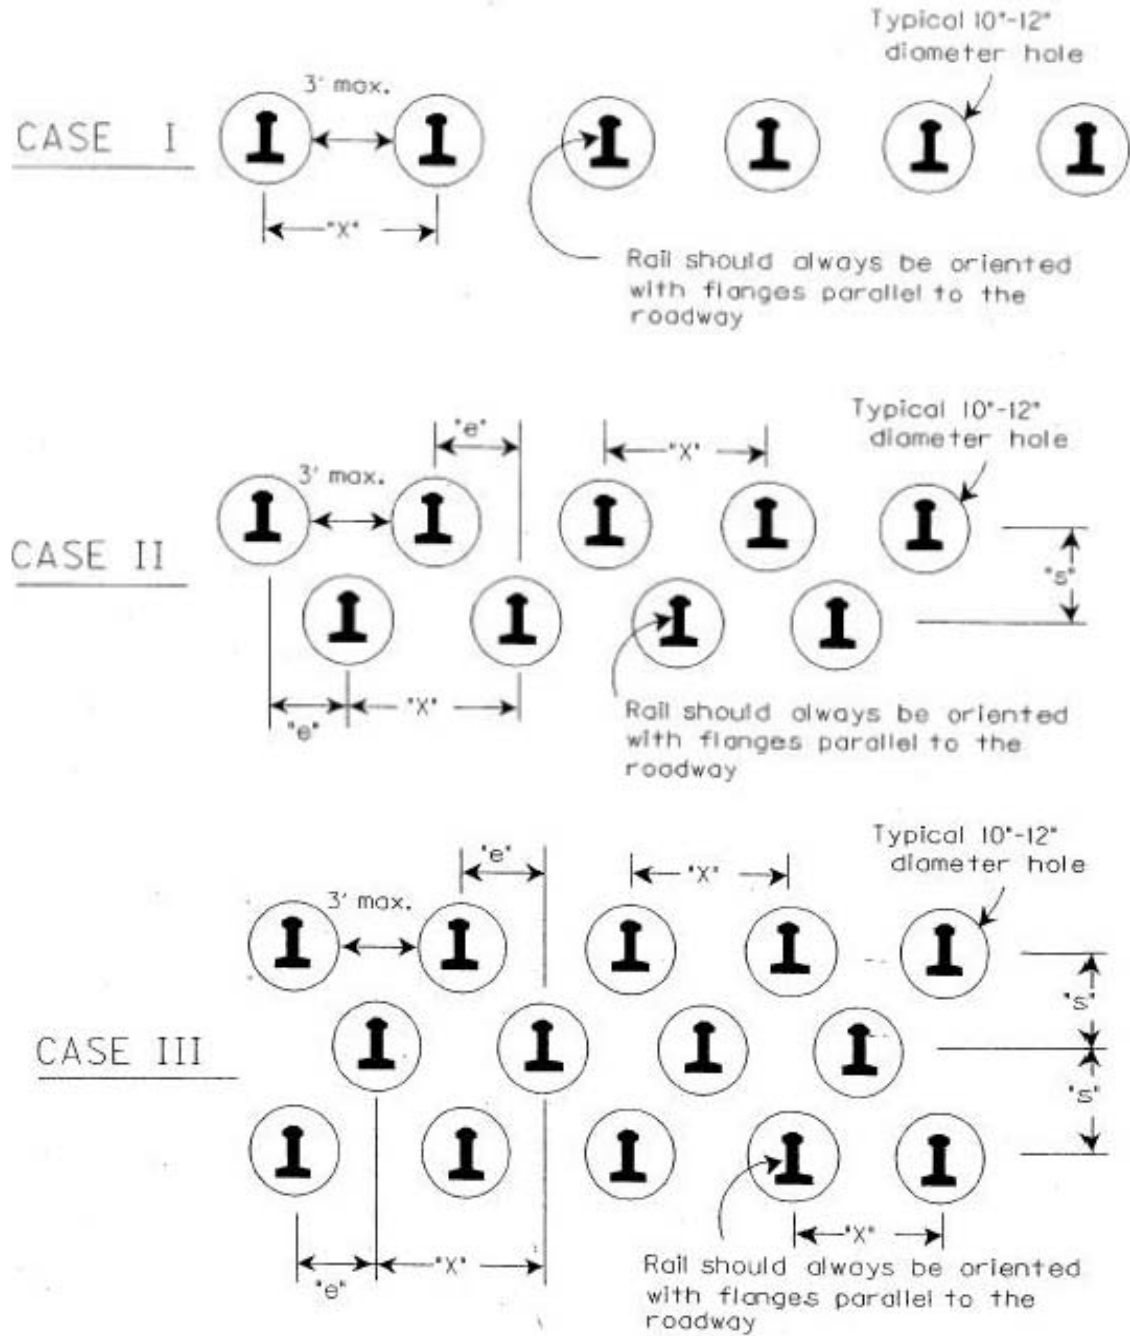 Typical 10"-12"
diameter hole
3' max.
CASE I
"X"
Rail should always be oriented
with flanges parallel to the
roadway
Typical 10"-12"
diameter hole
"e"
"X"
3' max.
CASE II
"s"
"e"
"X"
Rail should always be oriented
with flanges parallel to the
roadway
Typical 10"-12"
diameter hole
"e"
"X"
3' max.
"s"
CASE III
"s"
"X"
"e"
"X"
Rail should always be oriented
with flanges parallel to the
roadway